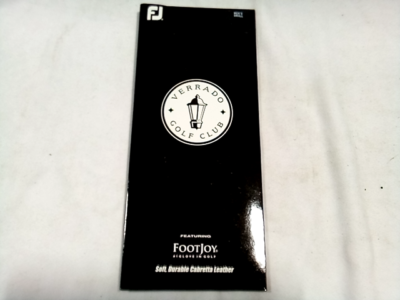 FJ
VERRADO
GOLF CLUB
FEATURING
FOOTJOY®
#1 GLOVE IN GOLF
Soft, Durable Cabretta Leather